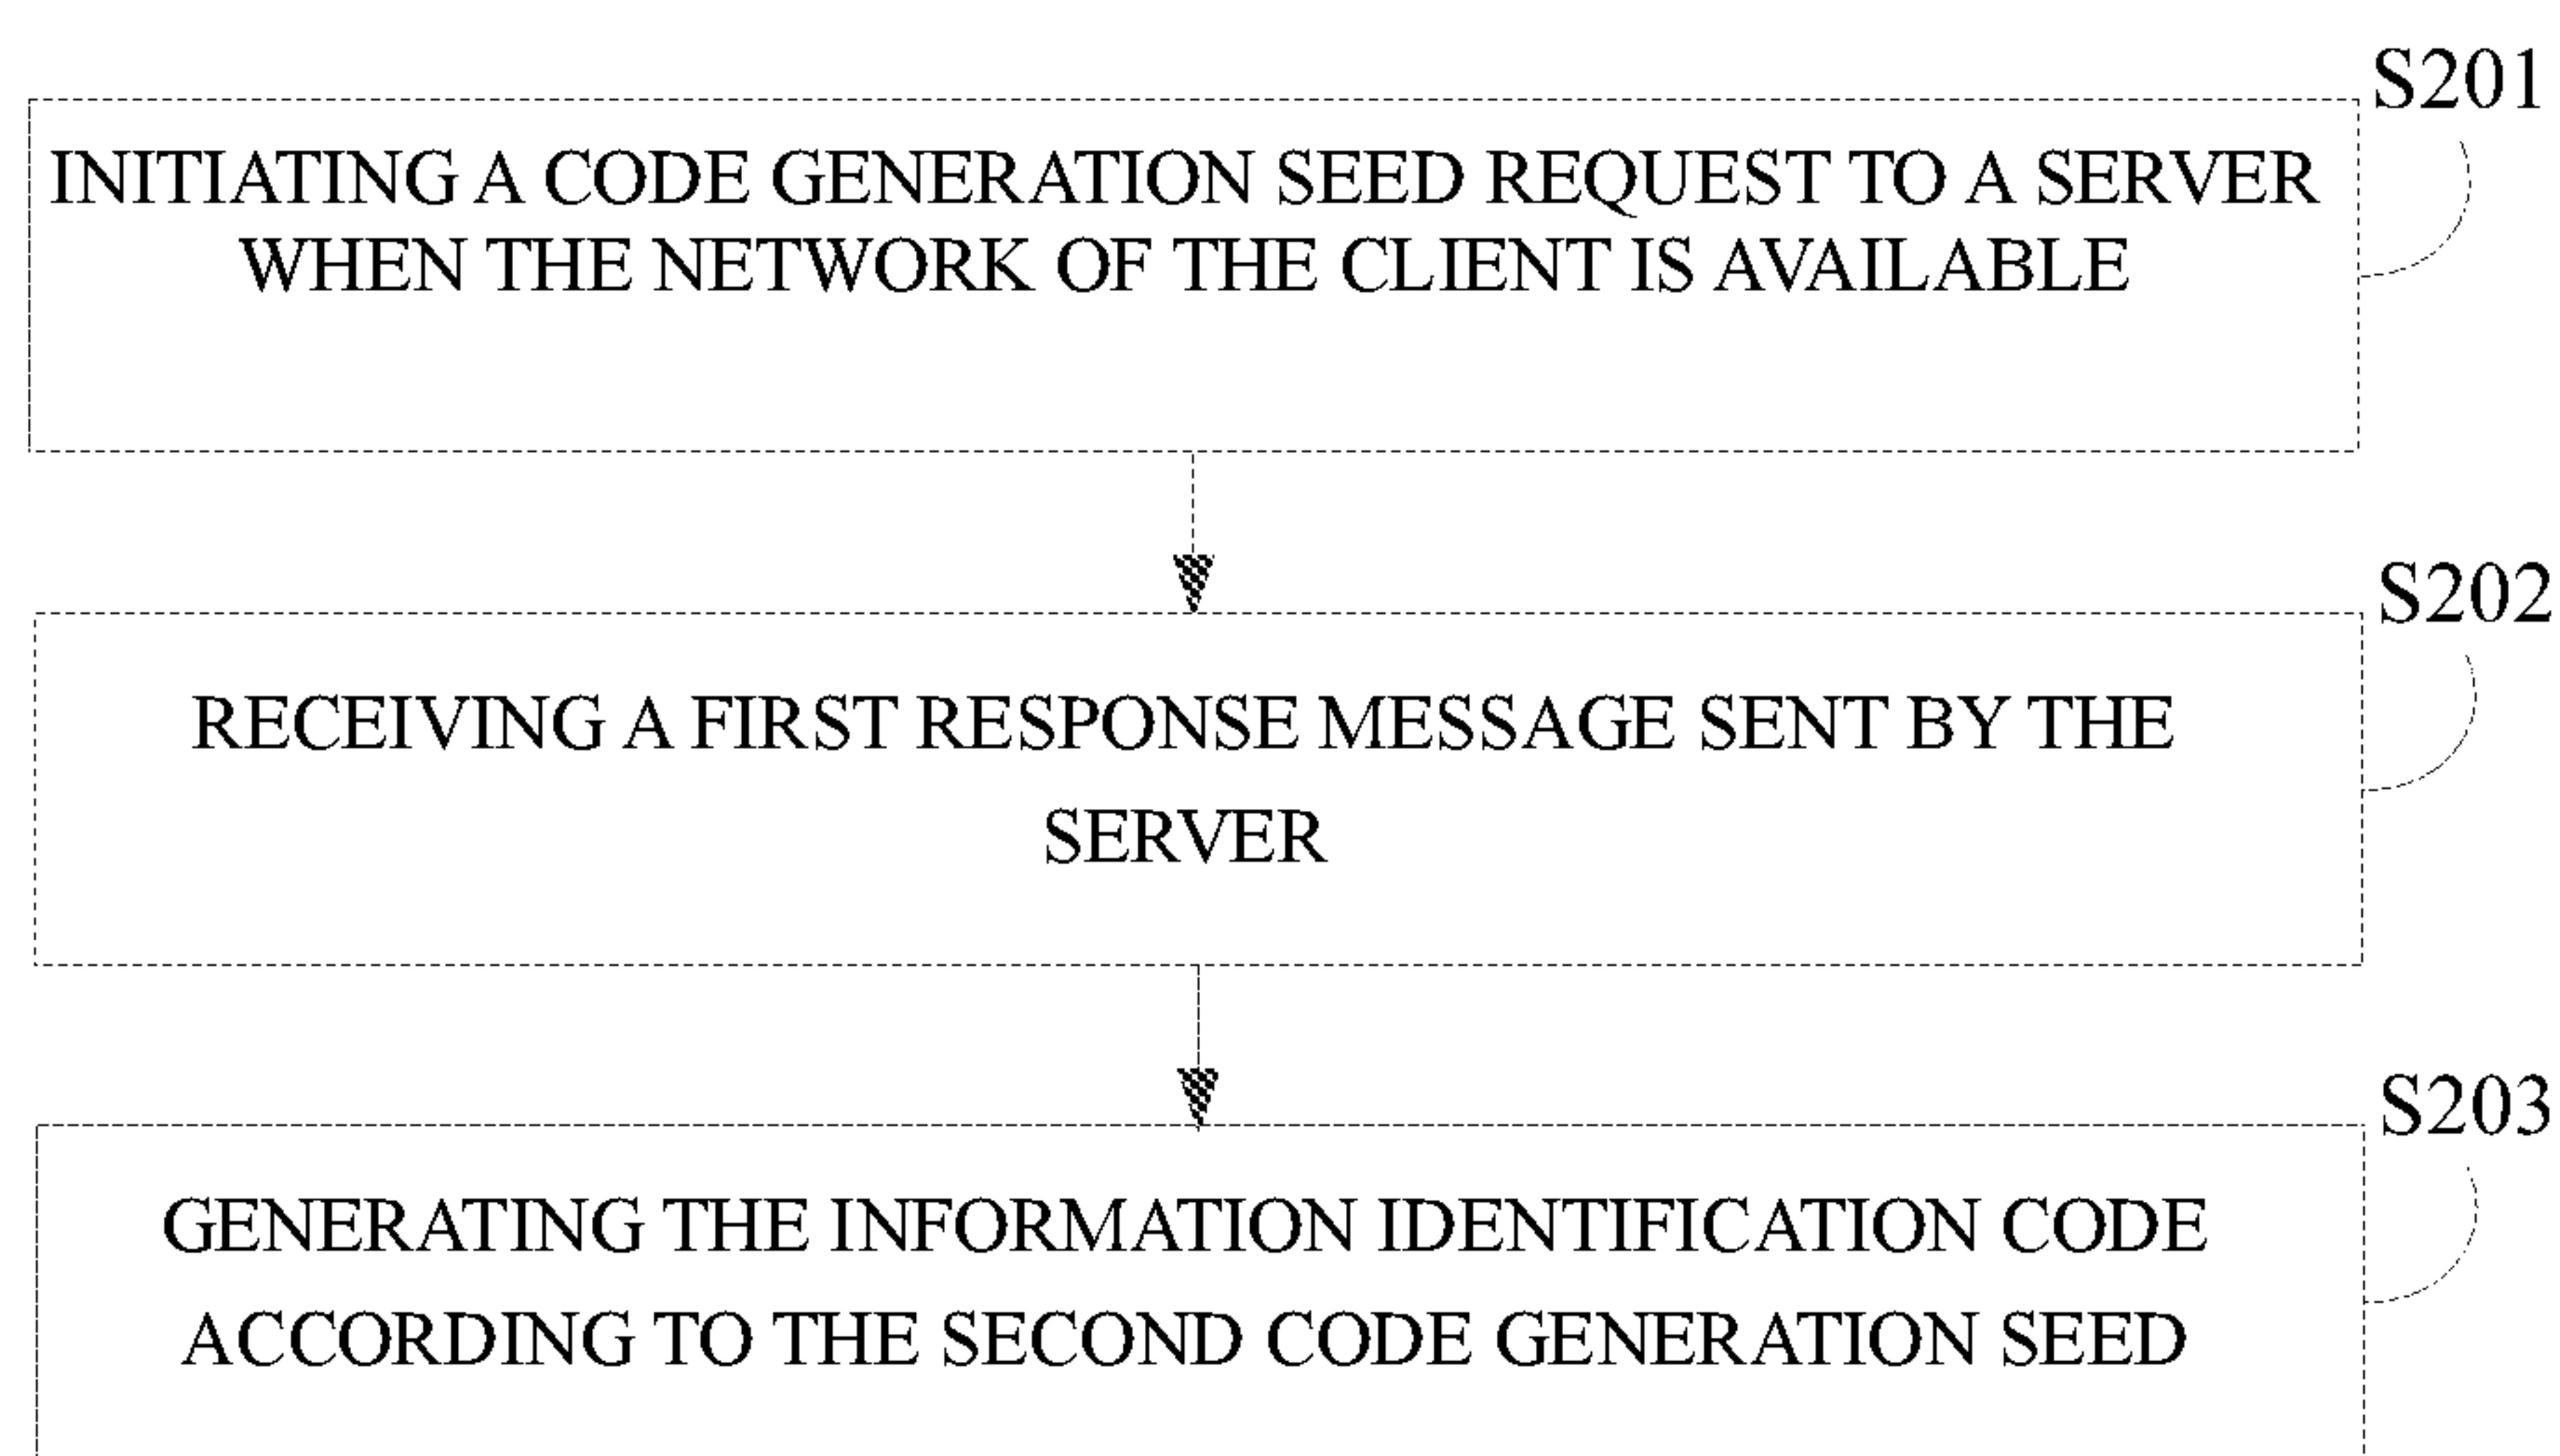 S201
INITIATING A CODE GENERATION SEED REQUEST TO A SERVER
WHEN THE NETWORK OF THE CLIENT IS AVAILABLE
S202
RECEIVING A FIRST RESPONSE MESSAGE SENT BY THE
SERVER
S203
GENERATING THE INFORMATION IDENTIFICATION CODE
ACCORDING TO THE SECOND CODE GENERATION SEED